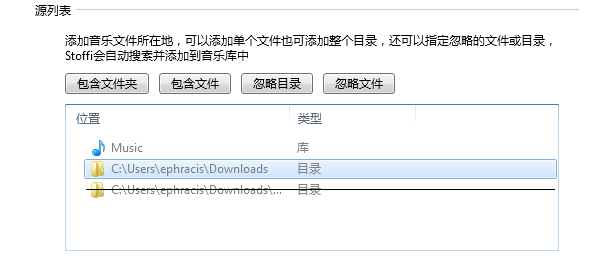 源列表
添加音乐文件所在地，可以添加单个文件也可添加整个目录，还可以指定忽略的文件或目录，
Stoffi会自动搜索并添加到音乐库中
包含文件夹 包含文件 忽略目录 忽略文件
位置 类型
Music 库
C:\Users\ephracis\Downloads 目录
C:\Users\ephracis\Downloads\... 目录